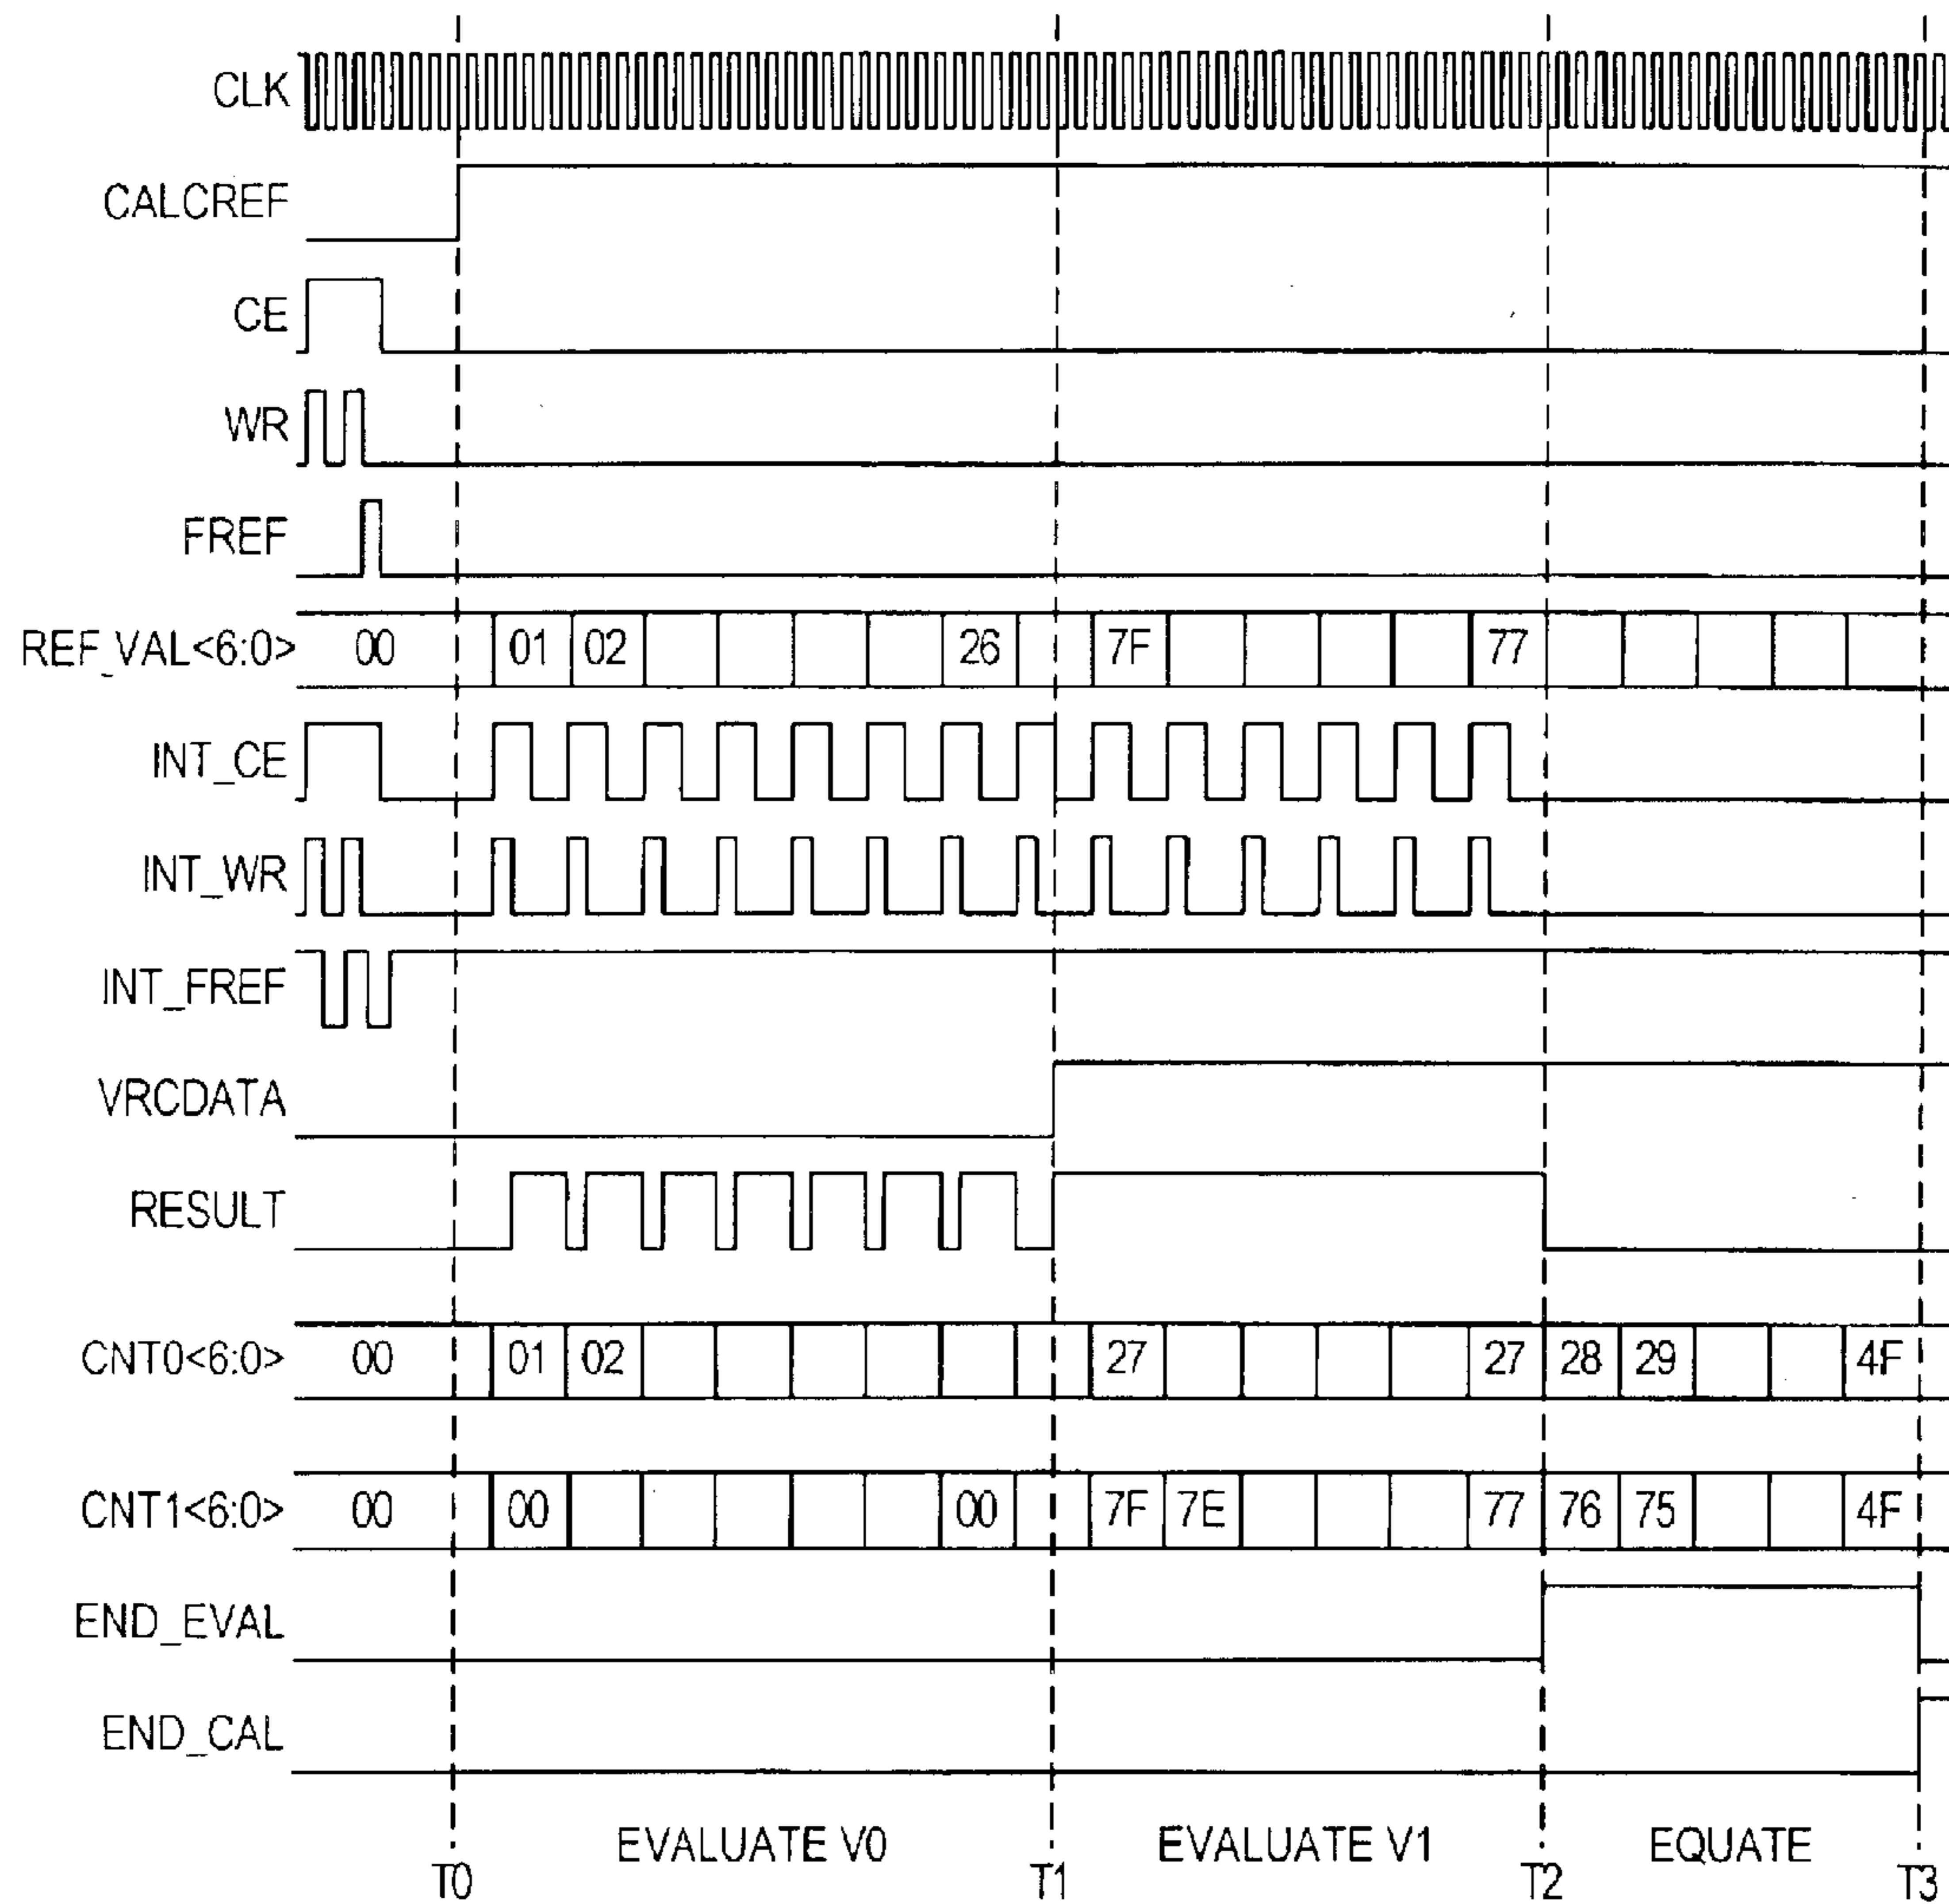 CLK
CALCREF
CE
WR
FREF
REF_VAL<6:0> 00 01 02 26 7F 77
INT_CE
INT_WR
INT_FREF
VRCDATA
RESULT
CNT0<6:0> 00 01 02 27 27 28 29 4F
CNT1<6:0> 00 00 00 7F 7E 77 76 75 4F
END_EVAL
END_CAL
EVALUATE V0 EVALUATE V1 EQUATE
T0 T1 T2 T3